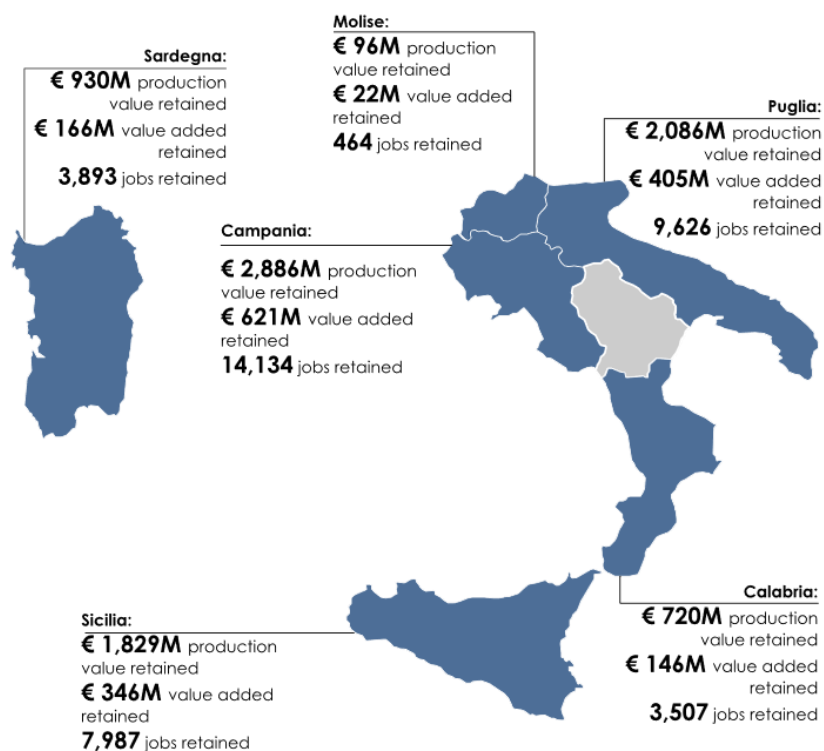 Molise:
€ 96M production
value retained
€ 22M value added
retained
464 jobs retained
Sardegna:
€ 930M production
value retained
€ 166M value added
retained
3,893 jobs retained
Puglia:
€ 2,086M production
value retained
€ 405M value added
retained
9,626 jobs retained
Campania:
€ 2,886M production
value retained
€ 621M value added
retained
14,134 jobs retained
Sicilia:
€ 1,829M production
value retained
€ 346M value added
retained
7,987 jobs retained
Calabria:
€ 720M production
value retained
€ 146M value added
retained
3,507 jobs retained